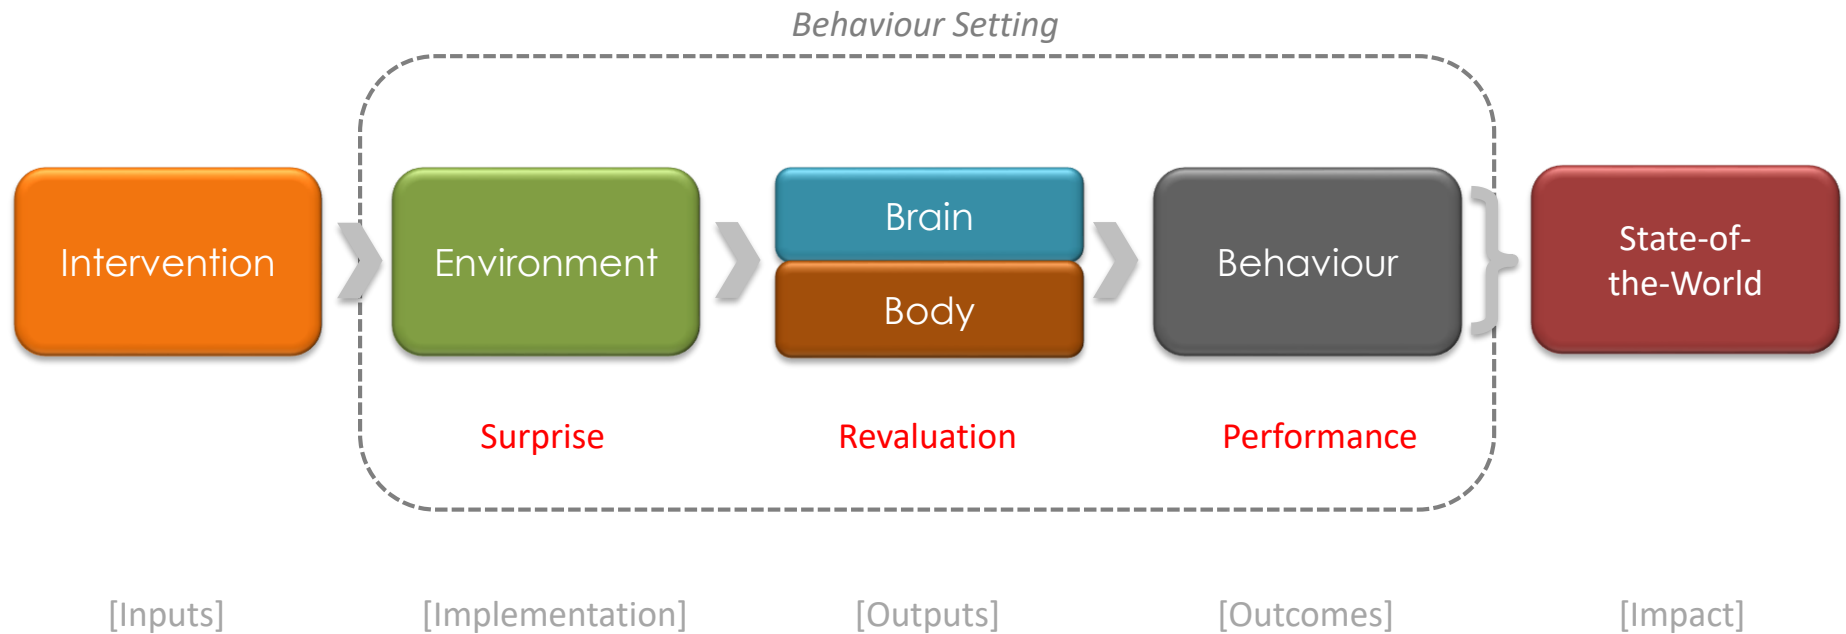 Behaviour Setting
Intervention
Environment
Brain
Body
Behaviour
State-of-
the-World
Surprise
Revaluation
Performance
[Inputs]
[Implementation]
[Outputs]
[Outcomes]
[Impact]